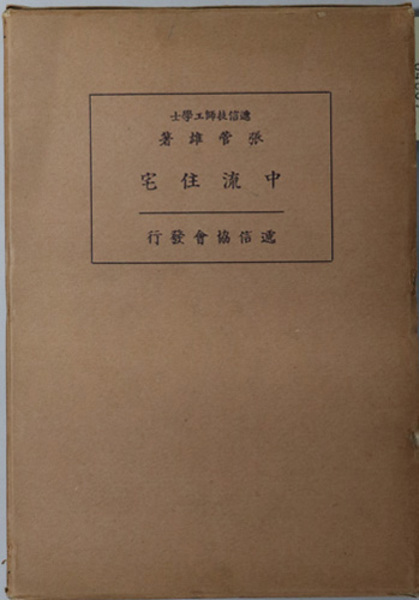 遞信技師工學士
張菅雄著
中流住宅
遞信協會發行